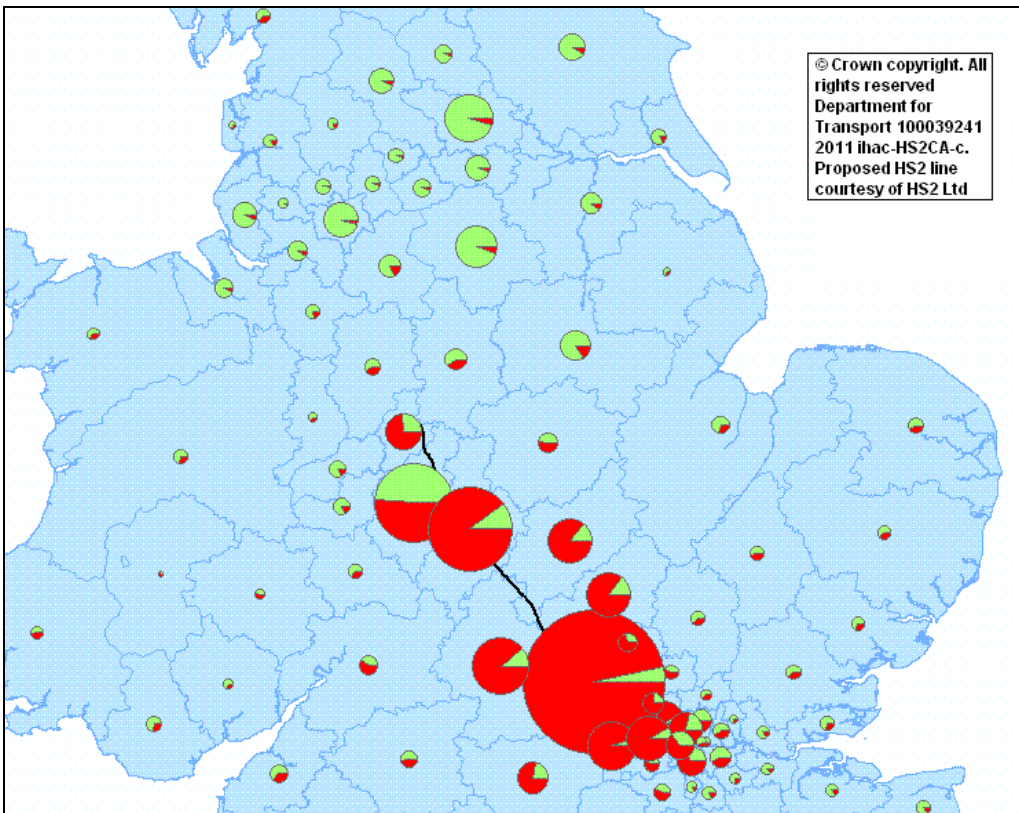 © Crown copyright. All
rights reserved
Department for
Transport 100039241
2011 ihac-HS2CA-c.
Proposed HS2 line
courtesy of HS2 Ltd